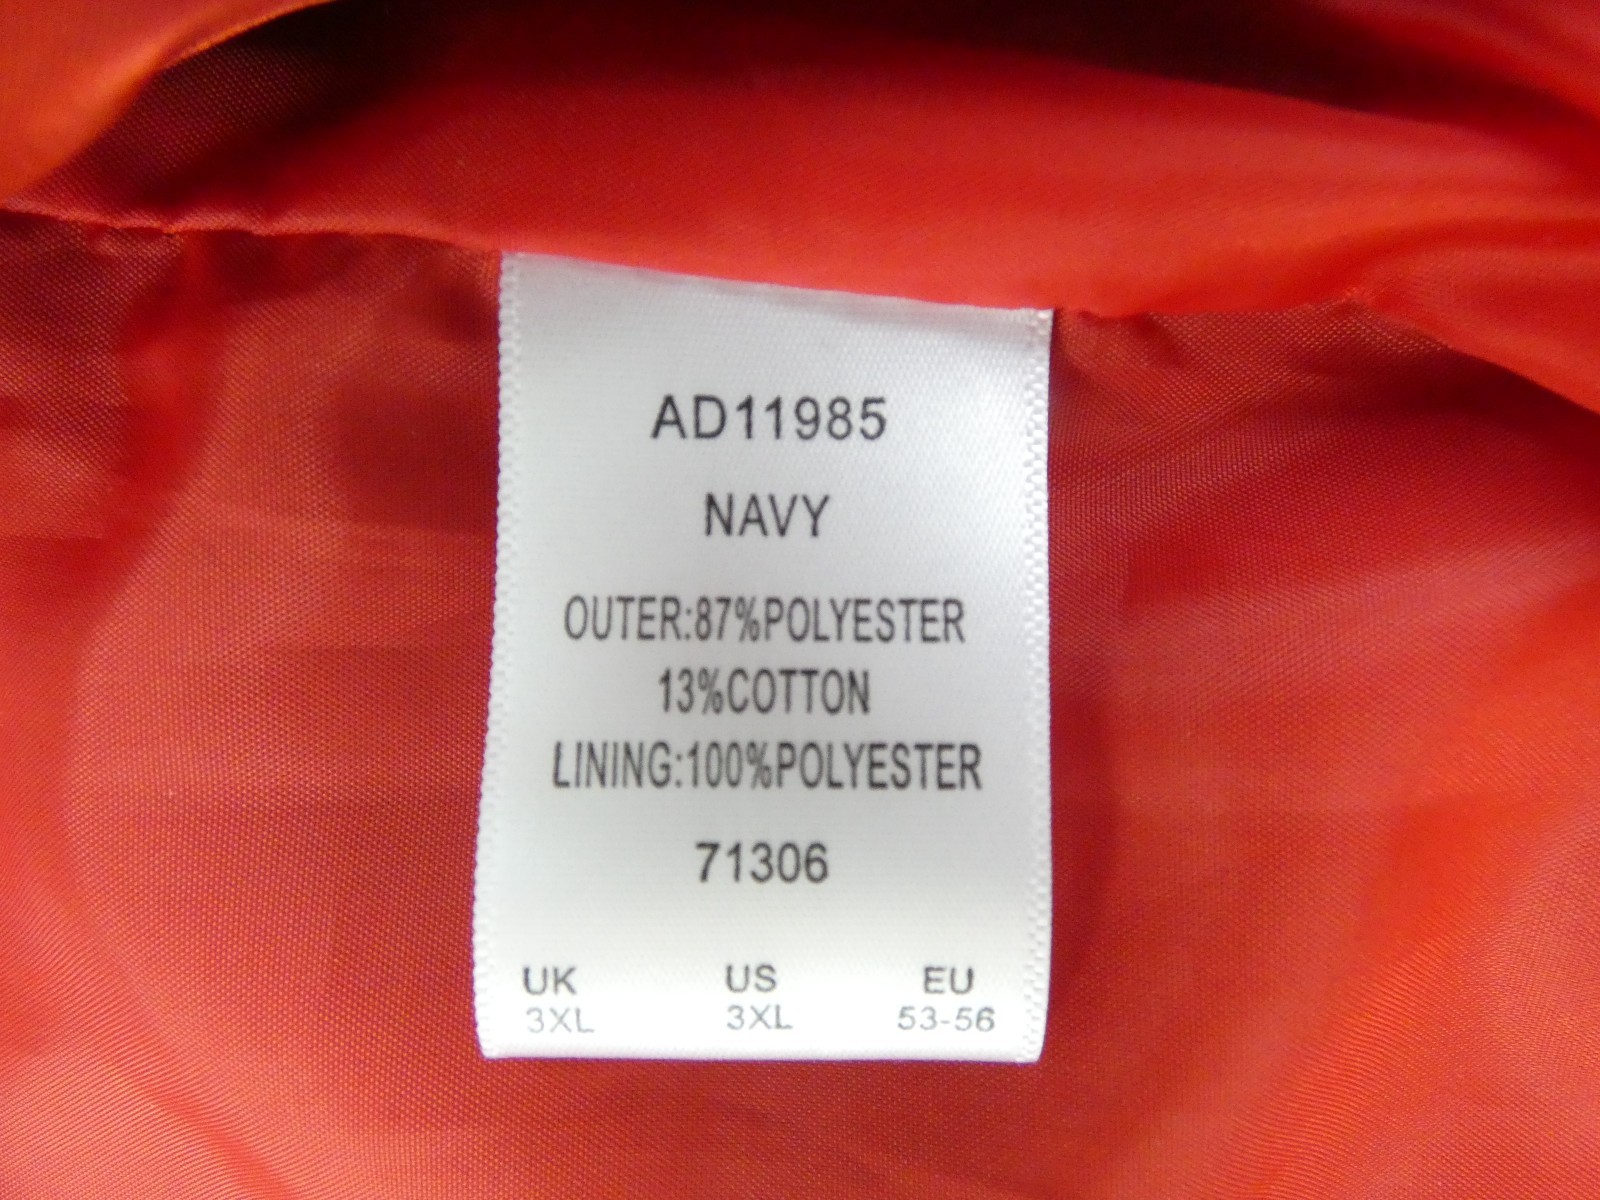 AD11985
NAVY
OUTER:87%POLYESTER
13%COTTON
LINING:100%POLYESTER
71306
UK US EU
3XL 3XL 53-56